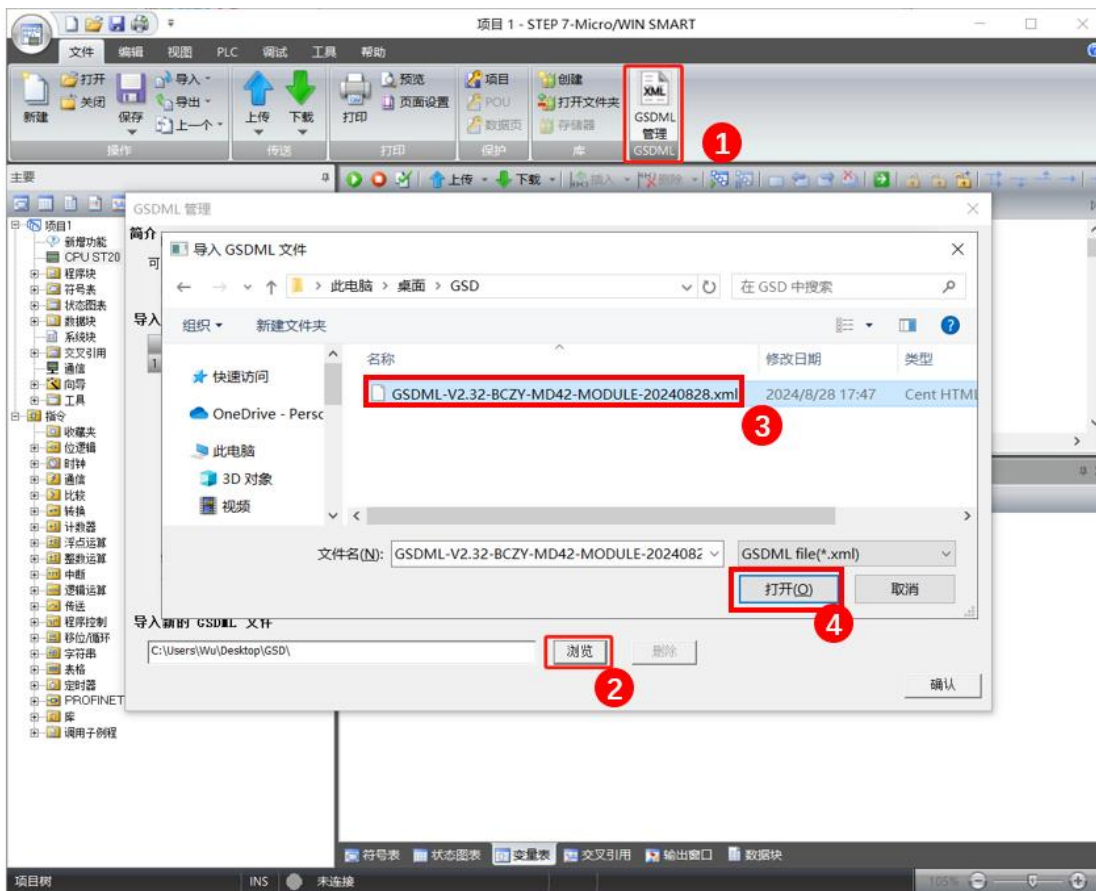 项目 1 - STEP 7-Micro/WIN SMART
文件 编辑 视图 PLC 调试 工具 帮助
新建
打开
关闭
保存
导入
导出
上一个
操作
上传 下载
传送
打印
预览
页面设置
打印
项目
POU
数据页
保护
创建
打开文件夹
存储器
库
XML
GSDML
管理
GSDML
1
主要
上传 下载 插入 删除
项目1
新增功能
CPU ST20
程序块
符号表
状态图表
数据块
系统块
交叉引用
通信
向导
工具
指令
收藏夹
位逻辑
时钟
通信
比较
转换
计数器
浮点运算
整数运算
中断
逻辑运算
传送
程序控制
移位/循环
字符串
表格
定时器
PROFINET
库
调用子例程
GSDML 管理
简介
可
导入
1
导入 GSDML 文件
此电脑 > 桌面 > GSD
在 GSD 中搜索
组织 新建文件夹
快速访问
OneDrive - Persc
此电脑
3D 对象
视频
名称 修改日期 类型
GSDML-V2.32-BCZY-MD42-MODULE-20240828.xml 2024/8/28 17:47 Cent HTML
3
文件名(N): GSDML-V2.32-BCZY-MD42-MODULE-2024082 GSDML file(*.xml)
打开(O) 取消
4
导入新的 GSDML 文件
C:\Users\Wu\Desktop\GSD\
浏览 删除
2
确认
符号表 状态图表 变量表 交叉引用 输出窗口 数据块
项目树 INS 未连接 105%